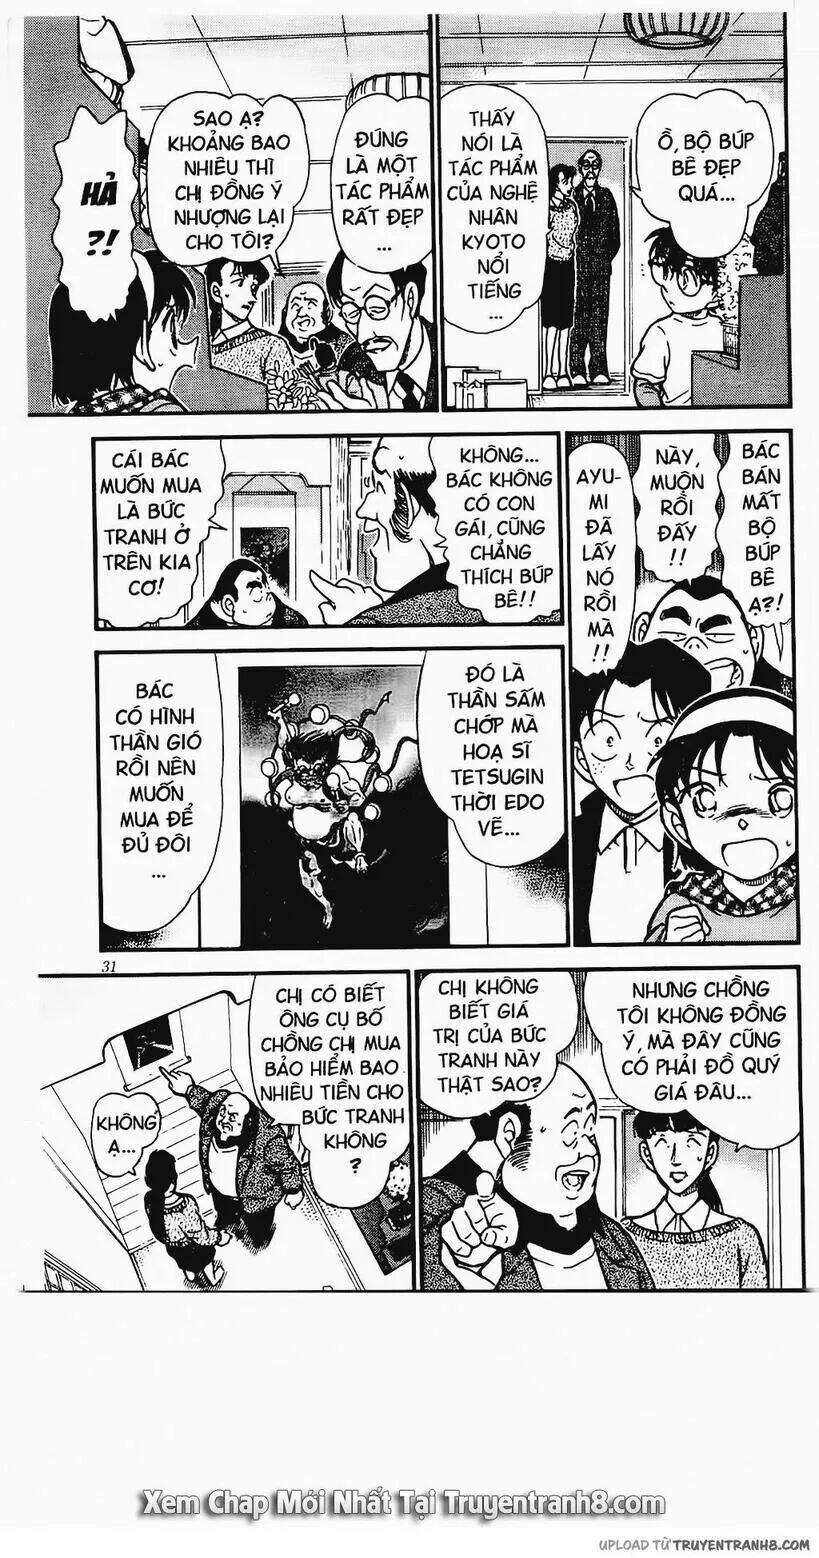 Ồ, BỘ BÚP
BÊ ĐẸP
QUÁ...
THẤY
NÓI LÀ
TÁC PHẨM
CỦA NGHỆ
NHÂN
KYOTO
NỔI
TIẾNG
...
ĐÚNG
LÀ MỘT
TÁC PHẨM
RẤT ĐẸP
...
SAO Ạ?
KHOẢNG BAO
NHIÊU THÌ
CHỊ ĐỒNG Ý
NHƯỢNG LẠI
CHO TÔI?
HẢ
?!
BÁC
BÁN
MẤT
BỘ
BÚP
BÊ
Ạ?!
NÀY,
MUỘN
RỒI
ĐẤY
!!
AYU-
MI
ĐÃ
LẤY
NÓ
RỒI
MÀ
!!
KHÔNG...
BÁC KHÔNG
CÓ CON
GÁI, CŨNG
CHẲNG
THÍCH BÚP
BÊ!!
CÁI BÁC
MUỐN MUA
LÀ BỨC
TRANH Ở
TRÊN KIA
CƠ!
ĐÓ LÀ
THẦN SẤM
CHỚP MÀ
HOẠ SĨ
TETSUGIN
THỜI EDO
VẼ...
BÁC
CÓ HÌNH
THẦN GIÓ
RỒI NÊN
MUỐN
MUA ĐỂ
ĐỦ ĐÔI
...
31
NHƯNG CHỒNG
TÔI KHÔNG ĐỒNG
Ý, MÀ ĐÂY CŨNG
CÓ PHẢI ĐỒ QUÝ
GIÁ ĐÂU...
CHỊ KHÔNG
BIẾT GIÁ
TRỊ CỦA BỨC
TRANH NÀY
THẬT SAO?
CHỊ CÓ BIẾT
ÔNG CỤ BỐ
CHỒNG CHỊ MUA
BẢO HIỂM BAO
NHIÊU TIỀN CHO
BỨC TRANH
KHÔNG
?
KHÔNG
Ạ...
Xem Chap Mới Nhất Tại Truyentranh8.com
UPLOAD TỪ TRUYENTRANH8.COM